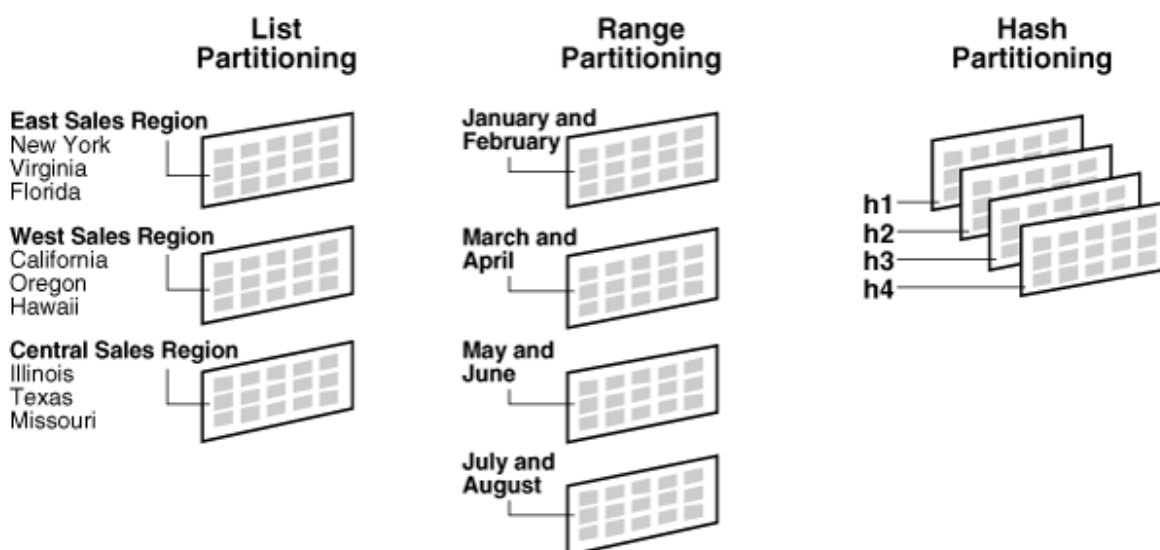 List
Partitioning
East Sales Region
New York
Virginia
Florida
West Sales Region
California
Oregon
Hawaii
Central Sales Region
Illinois
Texas
Missouri
Range
Partitioning
January and
February
March and
April
May and
June
July and
August
Hash
Partitioning
h1
h2
h3
h4